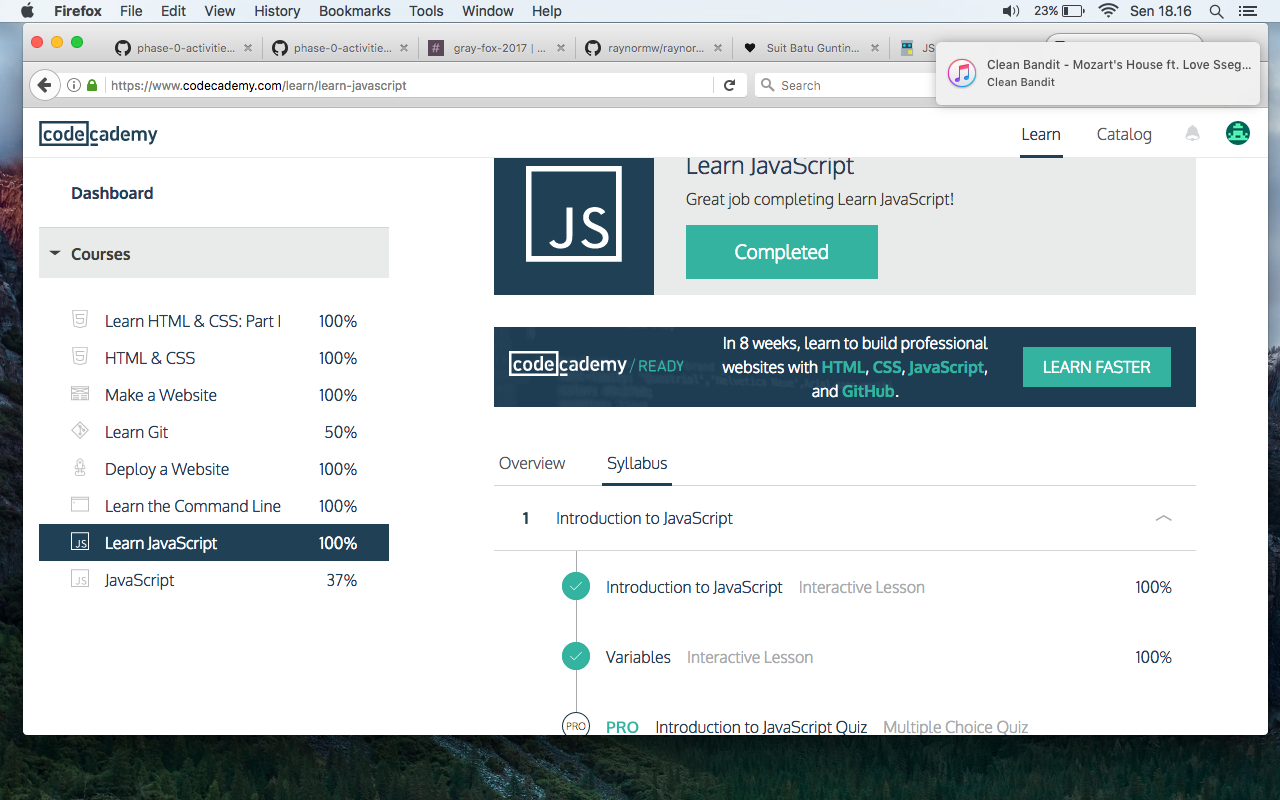 Firefox File Edit View History Bookmarks Tools Window Help 23% Sen 18.16
phase-0-activitie... phase-0-activitie... # gray-fox-2017 | ... raynormw/raynor... Suit Batu Guntin... JS
Clean Bandit - Mozart's House ft. Love Sseg...
Clean Bandit
https://www.codecademy.com/learn/learn-javascript Search
codecademy Learn Catalog
Dashboard
Courses
Learn HTML & CSS: Part I 100%
HTML & CSS 100%
Make a Website 100%
Learn Git 50%
Deploy a Website 100%
Learn the Command Line 100%
JS Learn JavaScript 100%
JS JavaScript 37%
JS
Learn JavaScript
Great job completing Learn JavaScript!
Completed
codecademy / READY
In 8 weeks, learn to build professional
websites with HTML, CSS, JavaScript,
and GitHub.
LEARN FASTER
Overview Syllabus
1 Introduction to JavaScript
Introduction to JavaScript Interactive Lesson 100%
Variables Interactive Lesson 100%
PRO PRO Introduction to JavaScript Quiz Multiple Choice Quiz